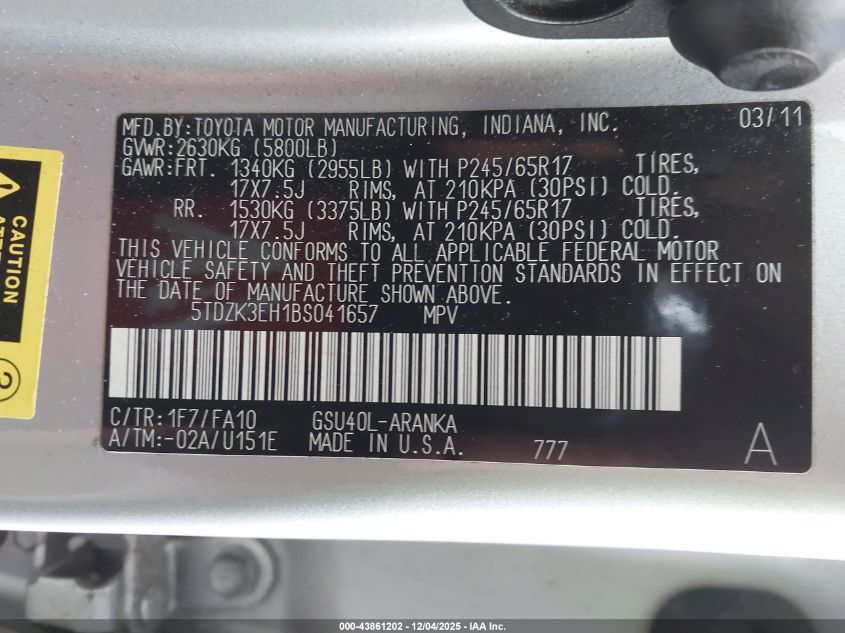 MFD.BY:TOYOTA MOTOR MANUFACTURING, INDIANA, INC. 03/11
GVWR:2630KG (5800LB)
GAWR:FRT. 1340KG (2955LB) WITH P245/65R17 TIRES,
17X7.5J RIMS, AT 210KPA (30PSI) COLD.
RR. 1530KG (3375LB) WITH P245/65R17 TIRES,
17X7.5J RIMS, AT 210KPA (30PSI) COLD.
THIS VEHICLE CONFORMS TO ALL APPLICABLE FEDERAL MOTOR
VEHICLE SAFETY AND THEFT PREVENTION STANDARDS IN EFFECT ON
THE DATE OF MANUFACTURE SHOWN ABOVE.
5TDZK3EH1BS041657 MPV
C/TR:1F7/FA10 GSU40L-ARANKA
A/TM:-02A/U151E MADE IN U.S.A. 777 A
CAUTION
2
000-43861202 - 12/04/2025 - IAA Inc.